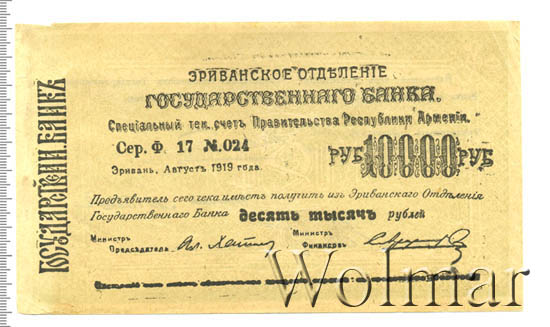 ЭРИВАНСКОЕ ОТДѢЛЕНІЕ
ГОСУДАРСТВЕННАГО БАНКА.
Спеціальный тек. счетъ Правительства Республики Арменіи.
Сер. Ф. 17 №. 024
РУБ 10000 РУБ
Эривань, Августъ 1919 года.
Предъявитель сего чека имѣетъ получить изъ Эриванскаго Отдѣленія
Государственнаго Банка десять тысячъ рублей
Министръ Предсѣдатель
Министръ Финансовъ
ГОСУДАРСТВЕН. БАНКЪ
Wolmar